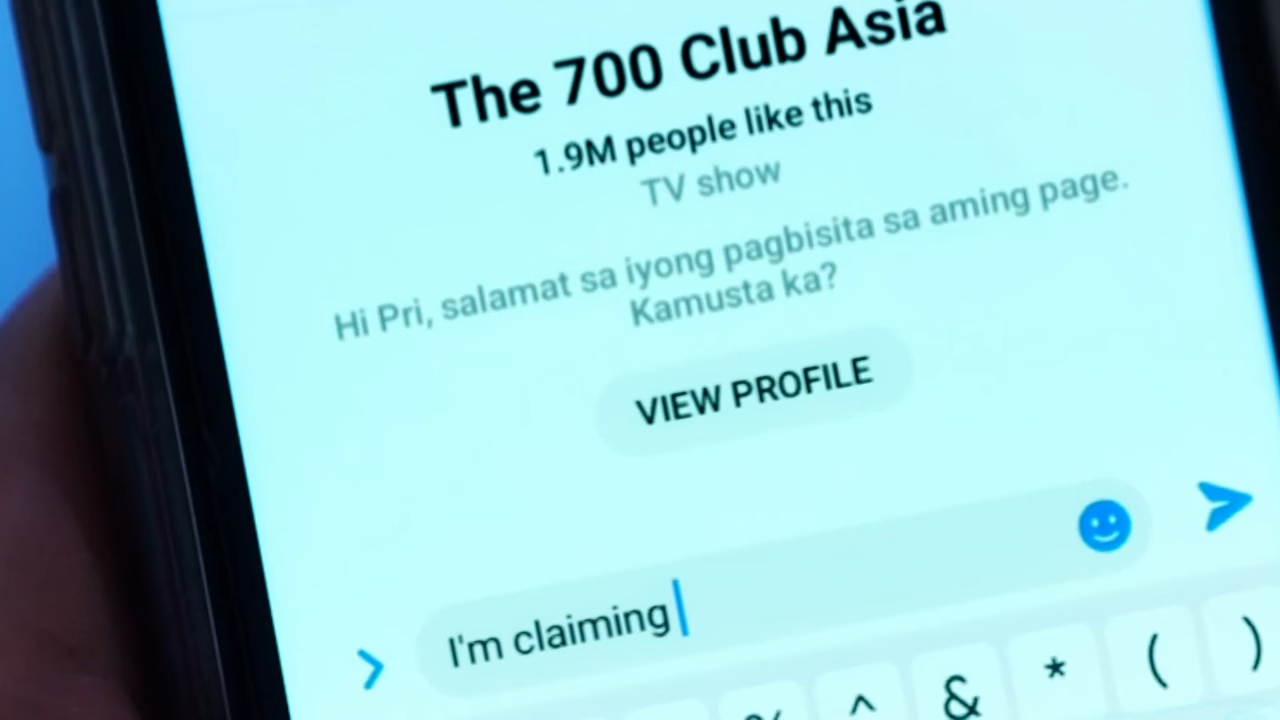 The 700 Club Asia
1.9M people like this
TV show
Hi Pri, salamat sa iyong pagbisita sa aming page.
Kamusta ka?
VIEW PROFILE
I'm claiming
% ^ & * ( )